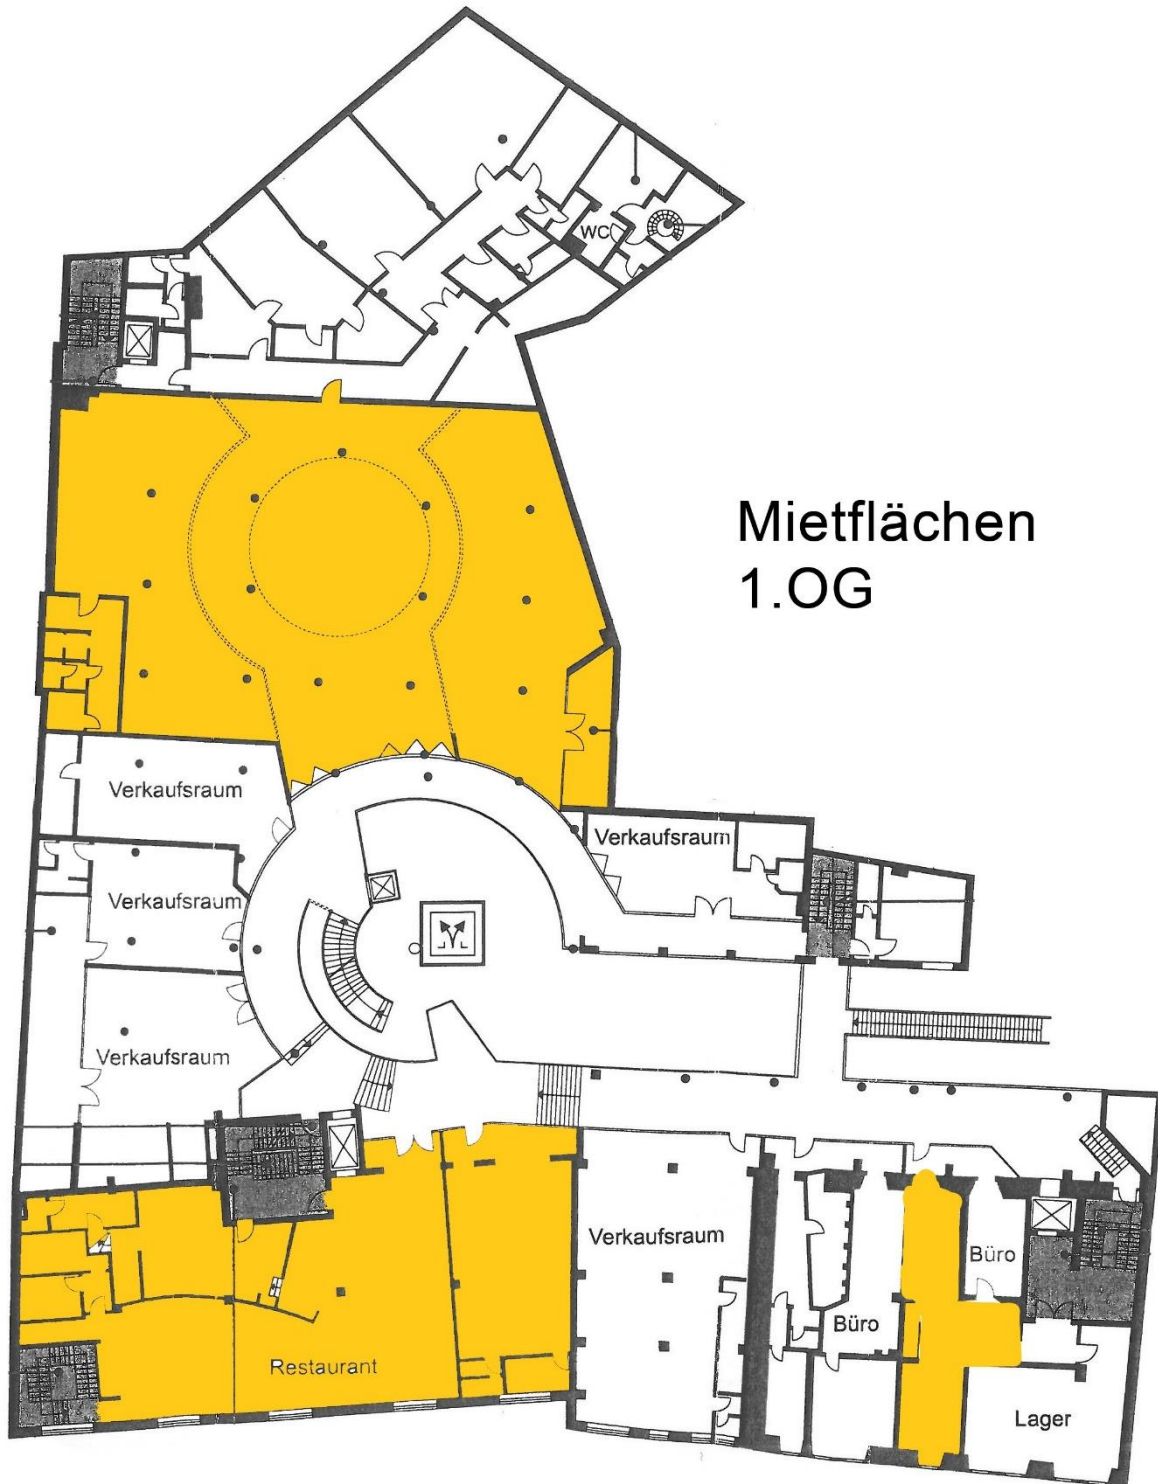 WC
Mietflächen
1.OG
Verkaufsraum
Verkaufsraum
Verkaufsraum
Verkaufsraum
Verkaufsraum
Büro
Büro
Restaurant
Lager